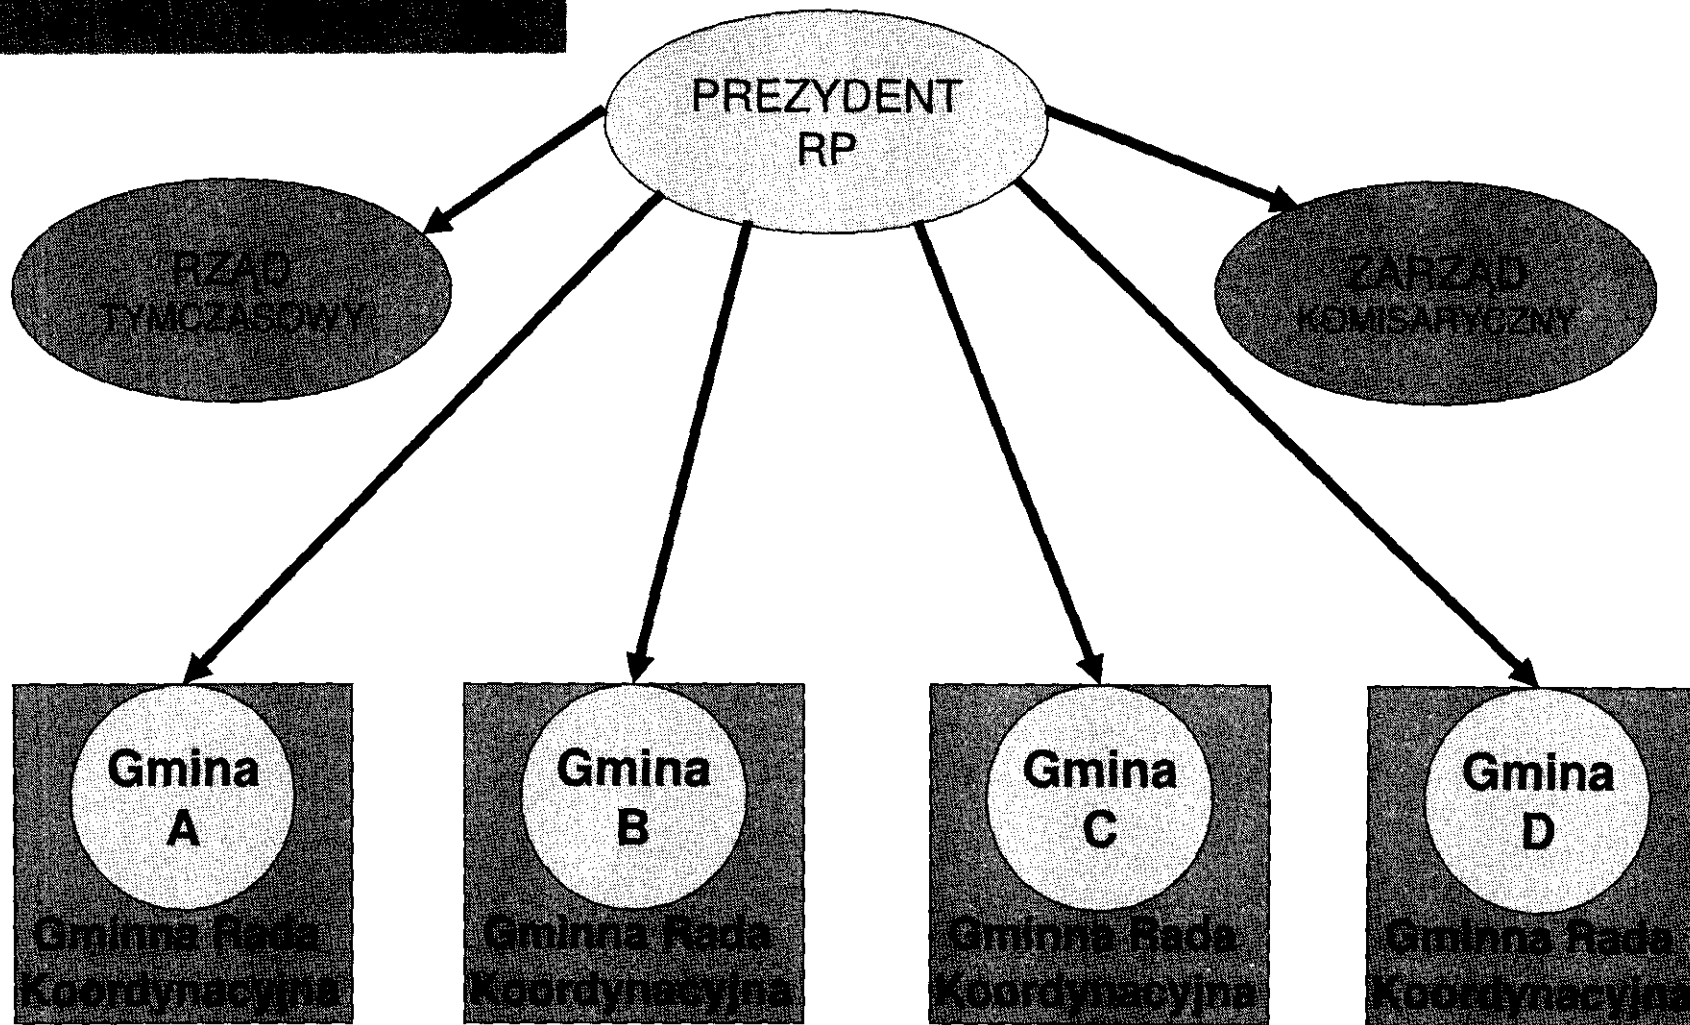 PREZYDENT
RP
RZĄD
TYMCZASOWY
ZARZĄD
KOMISARYCZNY
Gmina
A
Gminna Rada
Koordynacyjna
Gmina
B
Gminna Rada
Koordynacyjna
Gmina
C
Gminna Rada
Koordynacyjna
Gmina
D
Gminna Rada
Koordynacyjna